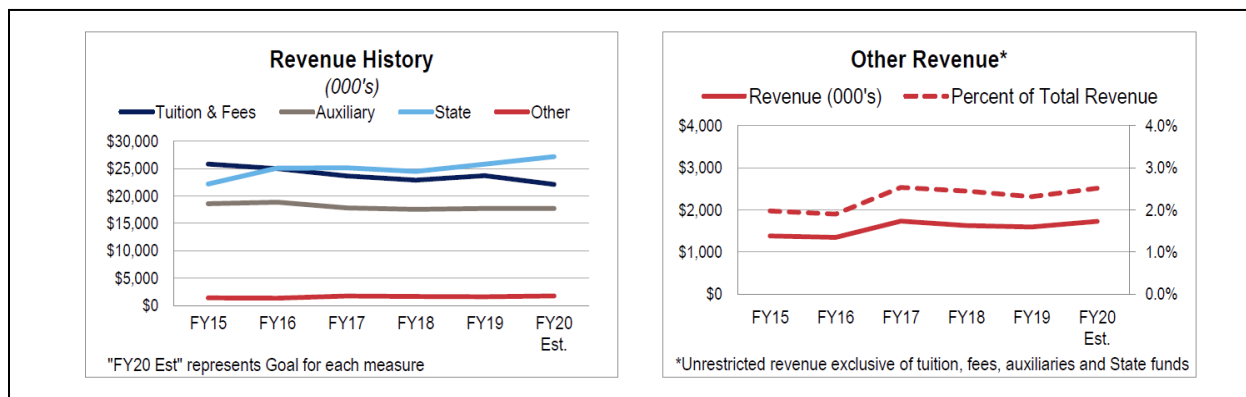 Revenue History
(000's)
Tuition & Fees Auxiliary State Other
$30,000
$25,000
$20,000
$15,000
$10,000
$5,000
$0
FY15 FY16 FY17 FY18 FY19 FY20
Est.
"FY20 Est" represents Goal for each measure
Other Revenue*
Revenue (000's) Percent of Total Revenue
$4,000 4.0%
$3,000 3.0%
$2,000 2.0%
$1,000 1.0%
$0 0.0%
FY15 FY16 FY17 FY18 FY19 FY20
Est.
*Unrestricted revenue exclusive of tuition, fees, auxiliaries and State funds